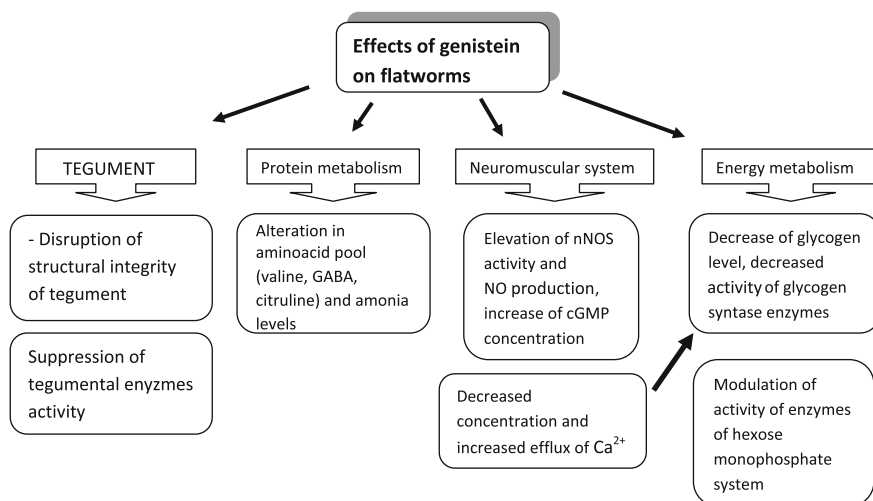 Effects of genistein
on flatworms
TEGUMENT
- Disruption of
structural integrity
of tegument
Suppression of
tegumental enyzmes
activity
Protein metabolism
Alteration in
aminoacid pool
(valine, GABA,
citruline) and amonia
levels
Neuromuscular system
Elevation of nNOS
activity and
NO production,
increase of cGMP
concentration
Decreased
concentration and
increased efflux of Ca²⁺
Energy metabolism
Decrease of glycogen
level, decreased
activity of glycogen
syntase enzymes
Modulation of
activity of enzymes
of hexose
monophosphate
system